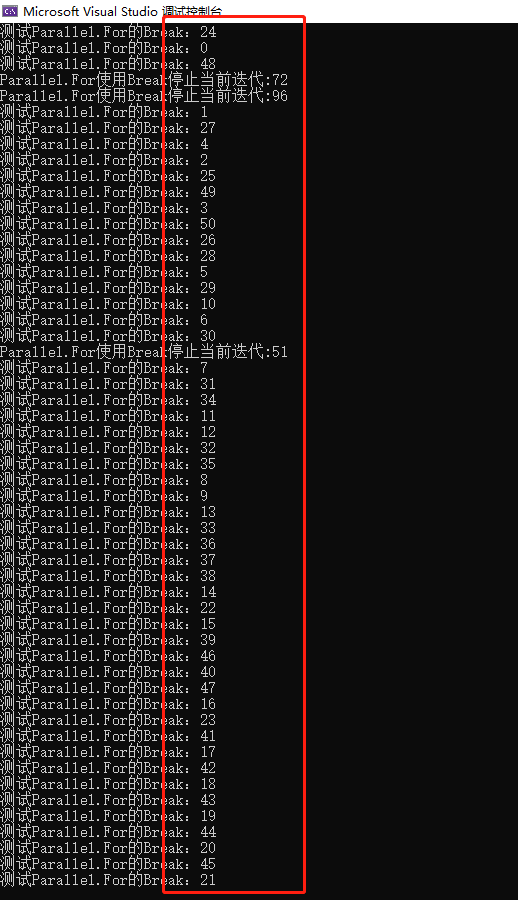 Microsoft Visual Studio 调试控制台
测试Parallel.For的Break：24
测试Parallel.For的Break：0
测试Parallel.For的Break：48
Parallel.For使用Break停止当前迭代:72
Parallel.For使用Break停止当前迭代:96
测试Parallel.For的Break：1
测试Parallel.For的Break：27
测试Parallel.For的Break：4
测试Parallel.For的Break：2
测试Parallel.For的Break：25
测试Parallel.For的Break：49
测试Parallel.For的Break：3
测试Parallel.For的Break：50
测试Parallel.For的Break：26
测试Parallel.For的Break：28
测试Parallel.For的Break：5
测试Parallel.For的Break：29
测试Parallel.For的Break：10
测试Parallel.For的Break：6
测试Parallel.For的Break：30
Parallel.For使用Break停止当前迭代:51
测试Parallel.For的Break：7
测试Parallel.For的Break：31
测试Parallel.For的Break：34
测试Parallel.For的Break：11
测试Parallel.For的Break：12
测试Parallel.For的Break：32
测试Parallel.For的Break：35
测试Parallel.For的Break：8
测试Parallel.For的Break：9
测试Parallel.For的Break：13
测试Parallel.For的Break：33
测试Parallel.For的Break：36
测试Parallel.For的Break：37
测试Parallel.For的Break：38
测试Parallel.For的Break：14
测试Parallel.For的Break：22
测试Parallel.For的Break：15
测试Parallel.For的Break：39
测试Parallel.For的Break：46
测试Parallel.For的Break：40
测试Parallel.For的Break：47
测试Parallel.For的Break：16
测试Parallel.For的Break：23
测试Parallel.For的Break：41
测试Parallel.For的Break：17
测试Parallel.For的Break：42
测试Parallel.For的Break：18
测试Parallel.For的Break：43
测试Parallel.For的Break：19
测试Parallel.For的Break：44
测试Parallel.For的Break：20
测试Parallel.For的Break：45
测试Parallel.For的Break：21